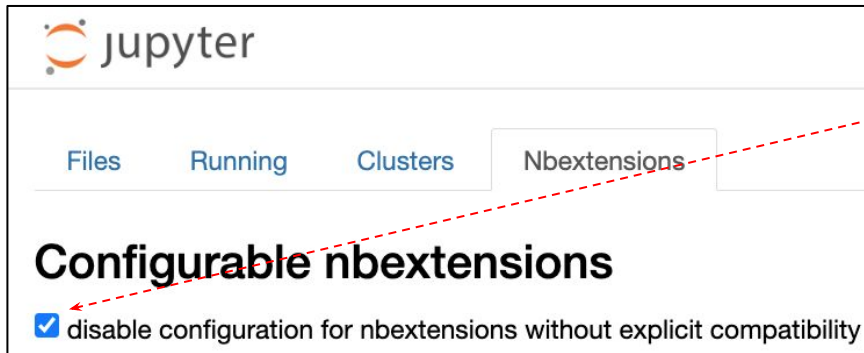 jupyter
Files Running Clusters Nbextensions
Configurable nbextensions
disable configuration for nbextensions without explicit compatibility